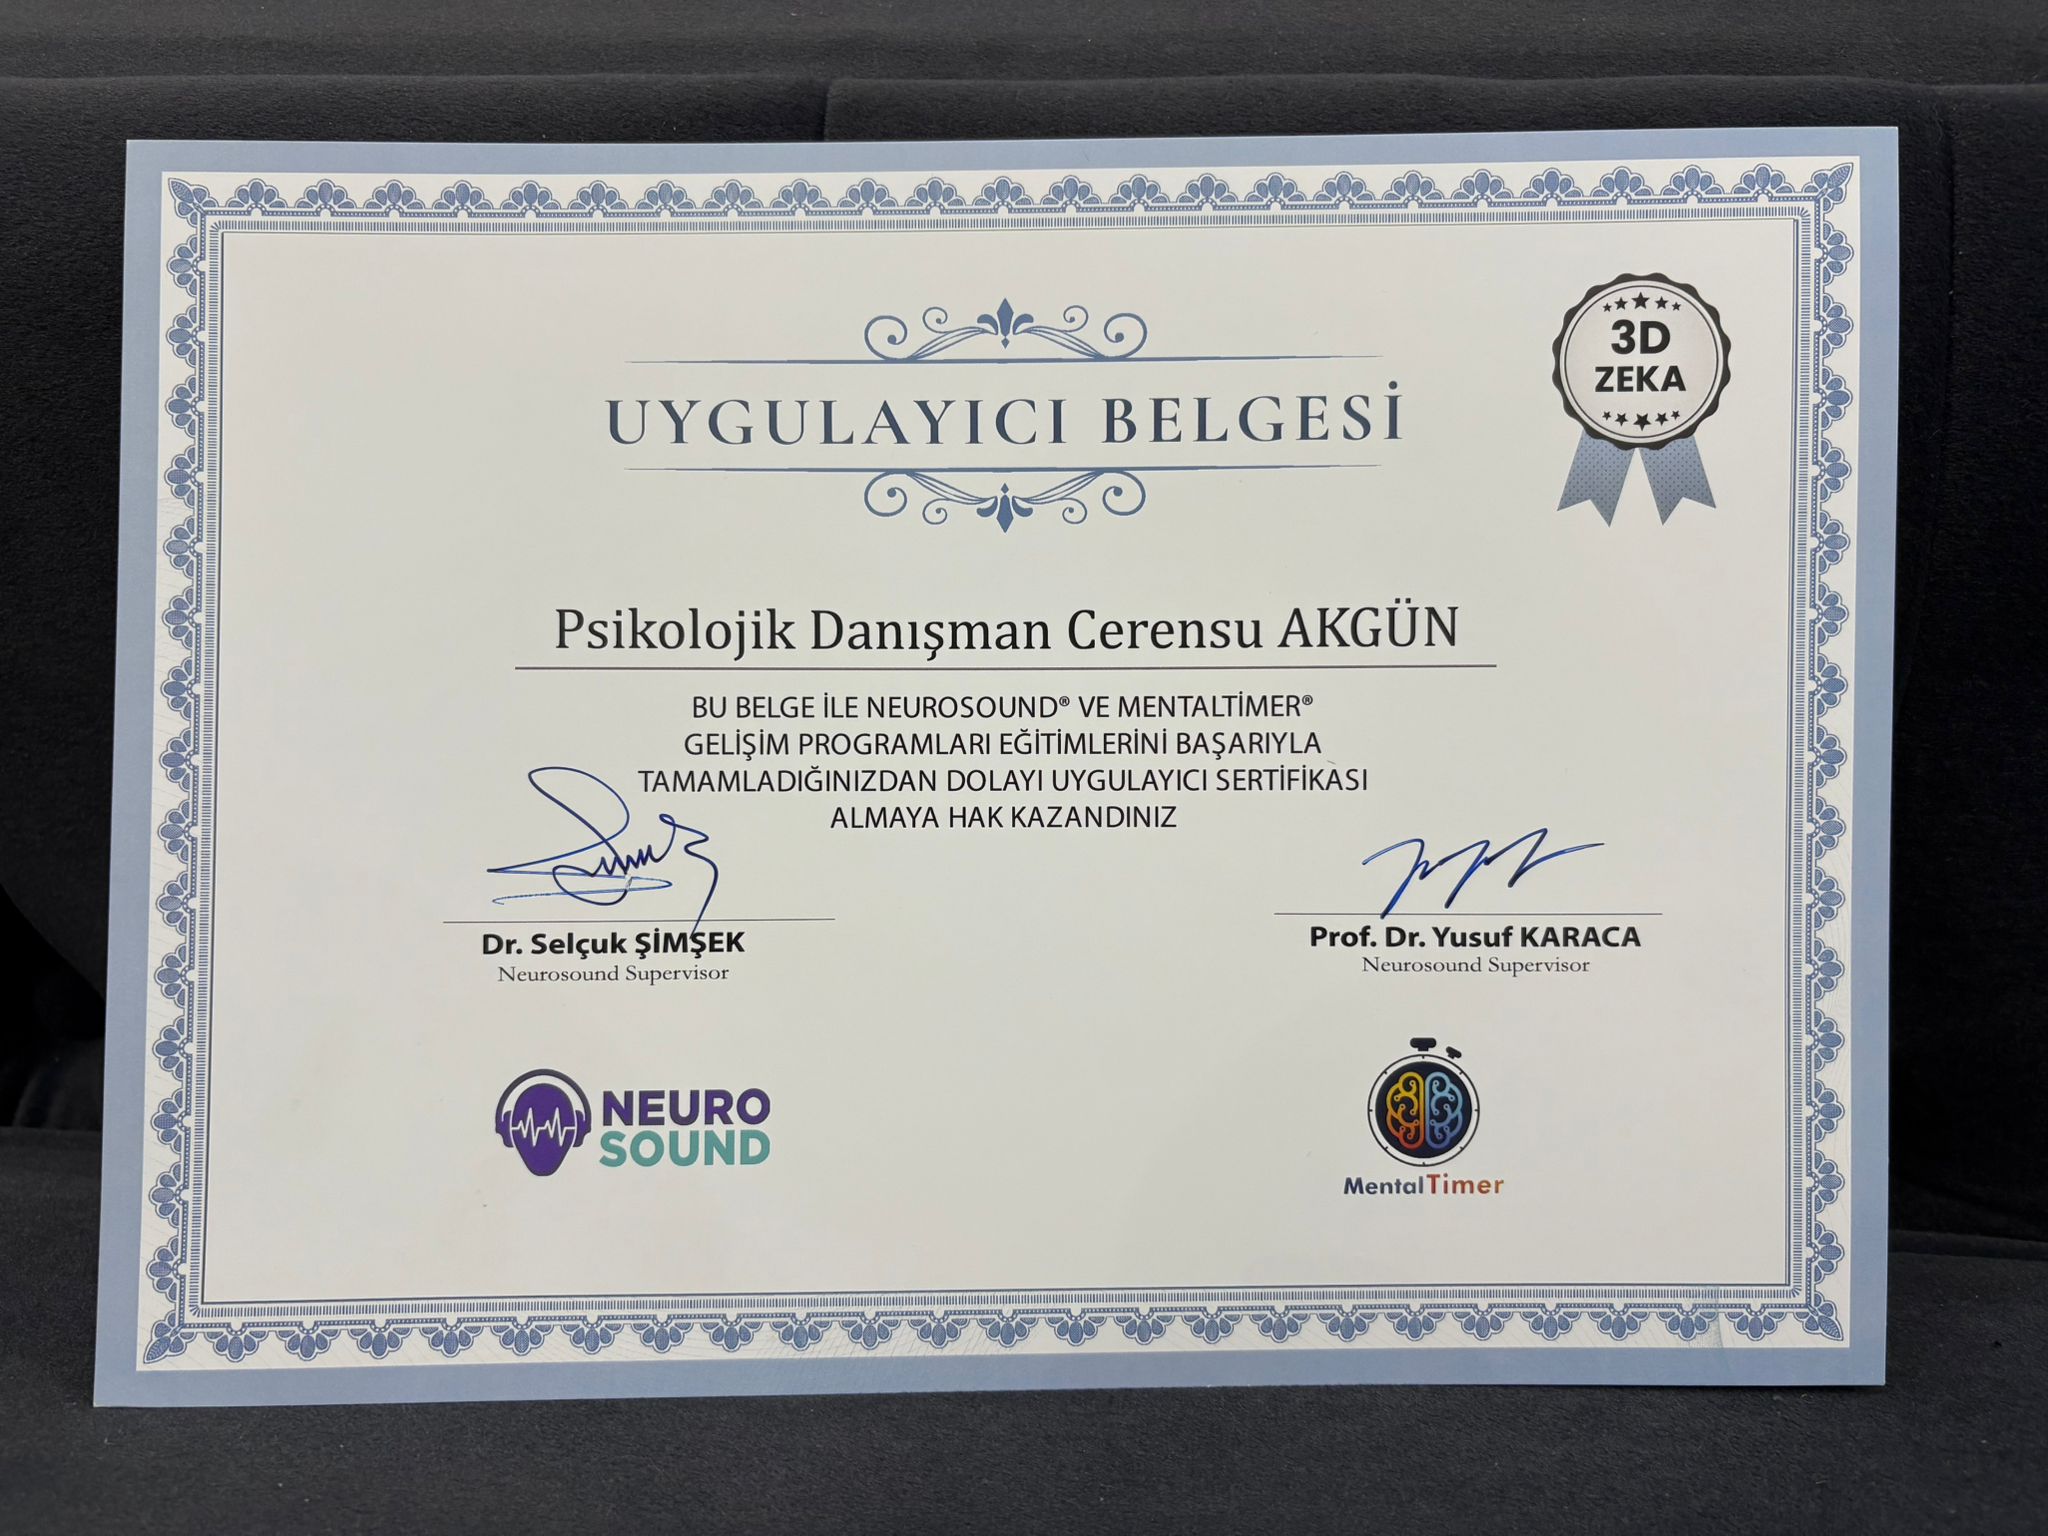 3D
ZEKA
UYGULAYICI BELGESİ
Psikolojik Danışman Cerensu AKGÜN
BU BELGE İLE NEUROSOUND® VE MENTALTİMER®
GELİŞİM PROGRAMLARI EĞİTİMLERİNİ BAŞARIYLA
TAMAMLADIĞINIZDAN DOLAYI UYGULAYICI SERTİFİKASI
ALMAYA HAK KAZANDINIZ
Dr. Selçuk ŞİMŞEK
Neurosound Supervisor
Prof. Dr. Yusuf KARACA
Neurosound Supervisor
NEURO
SOUND
MentalTimer